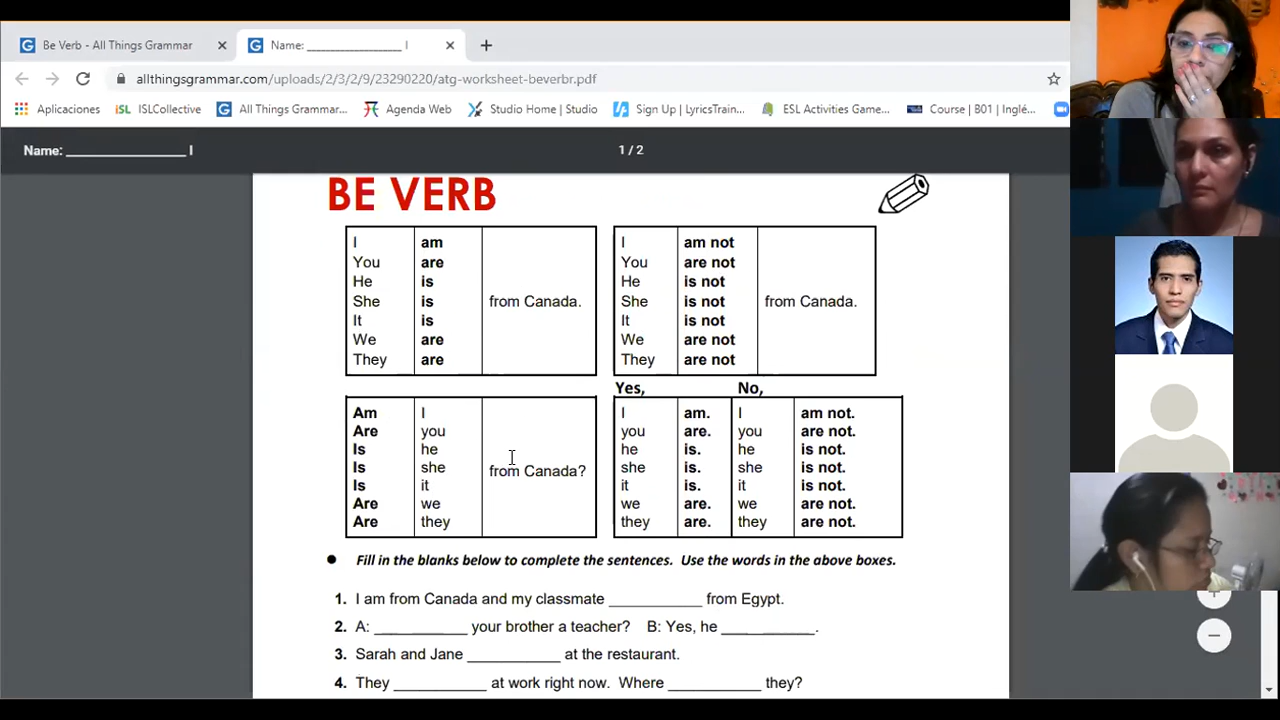 Be Verb - All Things Grammar
Name: ___________________ I
allthingsgrammar.com/uploads/2/3/2/9/23290220/atg-worksheet-beverbr.pdf
Aplicaciones iSL ISLCollective All Things Grammar... Agenda Web Studio Home | Studio Sign Up | LyricsTrain... ESL Activities Game... Course | B01 | Inglé...
Name: _______________ I 1 / 2
BE VERB
I am
You are
He is
She is
It is
We are
They are
from Canada.
I am not
You are not
He is not
She is not
It is not
We are not
They are not
from Canada.
Am I
Are you
Is he
Is she
Is it
Are we
Are they
from Canada?
Yes, No,
I am. I am not.
you are. you are not.
he is. he is not.
she is. she is not.
it is. it is not.
we are. we are not.
they are. they are not.
● Fill in the blanks below to complete the sentences. Use the words in the above boxes.
1. I am from Canada and my classmate ____________ from Egypt.
2. A: ____________ your brother a teacher? B: Yes, he ____________.
3. Sarah and Jane ____________ at the restaurant.
4. They ____________ at work right now. Where ____________ they?